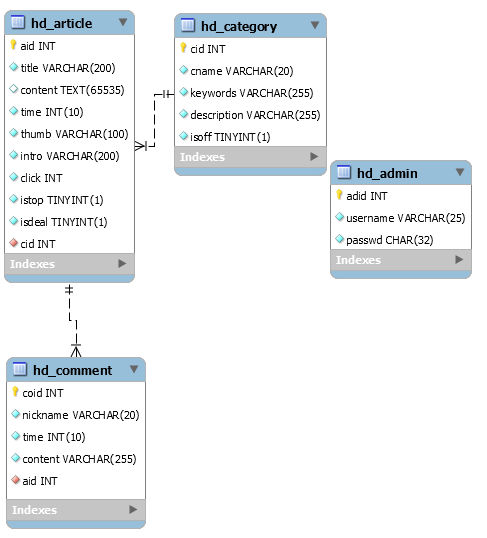 hd_article
aid INT
title VARCHAR(200)
content TEXT(65535)
time INT(10)
thumb VARCHAR(100)
intro VARCHAR(200)
click INT
istop TINYINT(1)
isdeal TINYINT(1)
cid INT
Indexes
hd_category
cid INT
cname VARCHAR(20)
keywords VARCHAR(255)
description VARCHAR(255)
isoff TINYINT(1)
Indexes
hd_admin
adid INT
username VARCHAR(25)
passwd CHAR(32)
Indexes
hd_comment
coid INT
nickname VARCHAR(20)
time INT(10)
content VARCHAR(255)
aid INT
Indexes